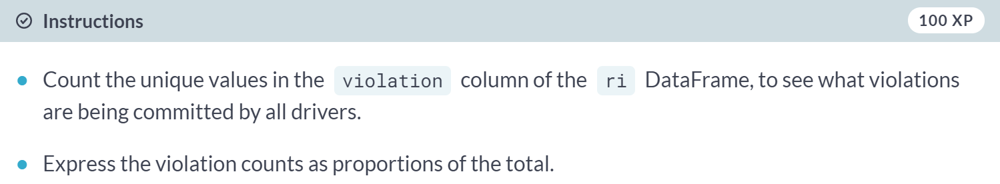 Instructions
100 XP
Count the unique values in the violation column of the ri DataFrame, to see what violations
are being committed by all drivers.
Express the violation counts as proportions of the total.